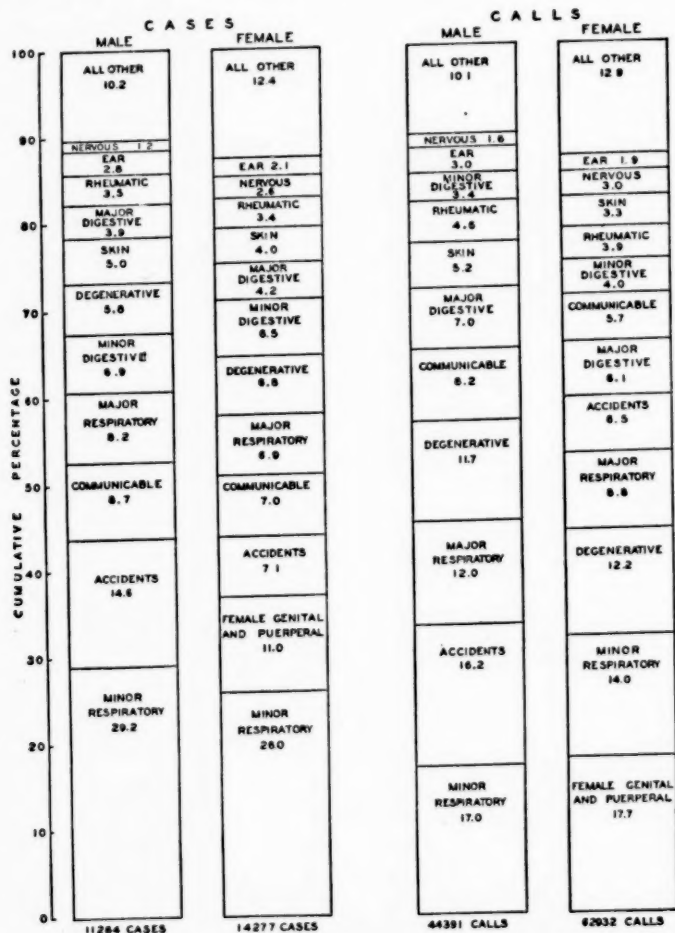 CASES
MALE
FEMALE
CALLS
MALE
FEMALE
CUMULATIVE PERCENTAGE
100
90
80
70
60
50
40
30
20
10
0
ALL OTHER
10.2
NERVOUS 1.2
EAR
2.8
RHEUMATIC
3.5
MAJOR
DIGESTIVE
3.9
SKIN
5.0
DEGENERATIVE
5.8
MINOR
DIGESTIVE
6.9
MAJOR
RESPIRATORY
8.2
COMMUNICABLE
8.7
ACCIDENTS
14.6
MINOR
RESPIRATORY
29.2
11264 CASES
ALL OTHER
12.4
EAR 2.1
NERVOUS
2.6
RHEUMATIC
3.4
SKIN
4.0
MAJOR
DIGESTIVE
4.2
MINOR
DIGESTIVE
6.5
DEGENERATIVE
6.8
MAJOR
RESPIRATORY
6.9
COMMUNICABLE
7.0
ACCIDENTS
7.1
FEMALE GENITAL
AND PUERPERAL
11.0
MINOR
RESPIRATORY
26.0
14277 CASES
ALL OTHER
10.1
NERVOUS 1.6
EAR
3.0
MINOR
DIGESTIVE
3.4
RHEUMATIC
4.6
SKIN
5.2
MAJOR
DIGESTIVE
7.0
COMMUNICABLE
8.2
DEGENERATIVE
11.7
MAJOR
RESPIRATORY
12.0
ACCIDENTS
16.2
MINOR
RESPIRATORY
17.0
44391 CALLS
ALL OTHER
12.9
EAR 1.9
NERVOUS
3.0
SKIN
3.3
RHEUMATIC
3.9
MINOR
DIGESTIVE
4.0
COMMUNICABLE
5.7
MAJOR
DIGESTIVE
6.1
ACCIDENTS
6.5
MAJOR
RESPIRATORY
8.8
DEGENERATIVE
12.2
MINOR
RESPIRATORY
14.0
FEMALE GENITAL
AND PUERPERAL
17.7
62932 CALLS